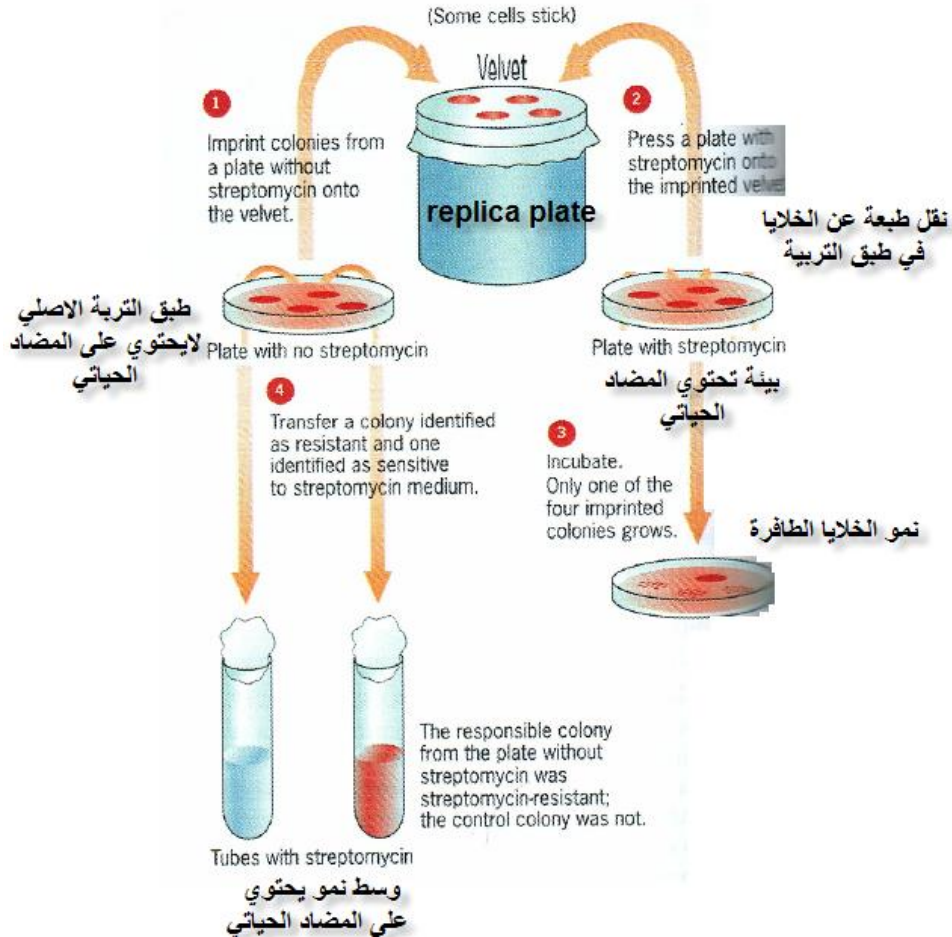 (Some cells stick)
Velvet
1
Imprint colonies from
a plate without
streptomycin onto
the velvet.
2
Press a plate with
streptomycin onto
the imprinted velvet
replica plate
نقل طبعة عن الخلايا
في طبق التربية
طبق التربة الاصلي
لايحتوي على المضاد
الحياتي
Plate with no streptomycin
Plate with streptomycin
بيئة تحتوي المضاد
الحياتي
4
Transfer a colony identified
as resistant and one
identified as sensitive
to streptomycin medium.
3
Incubate.
Only one of the
four imprinted
colonies grows.
نمو الخلايا الطافرة
The responsible colony
from the plate without
streptomycin was
streptomycin-resistant;
the control colony was not.
Tubes with streptomycin
وسط نمو يحتوي
على المضاد الحياتي